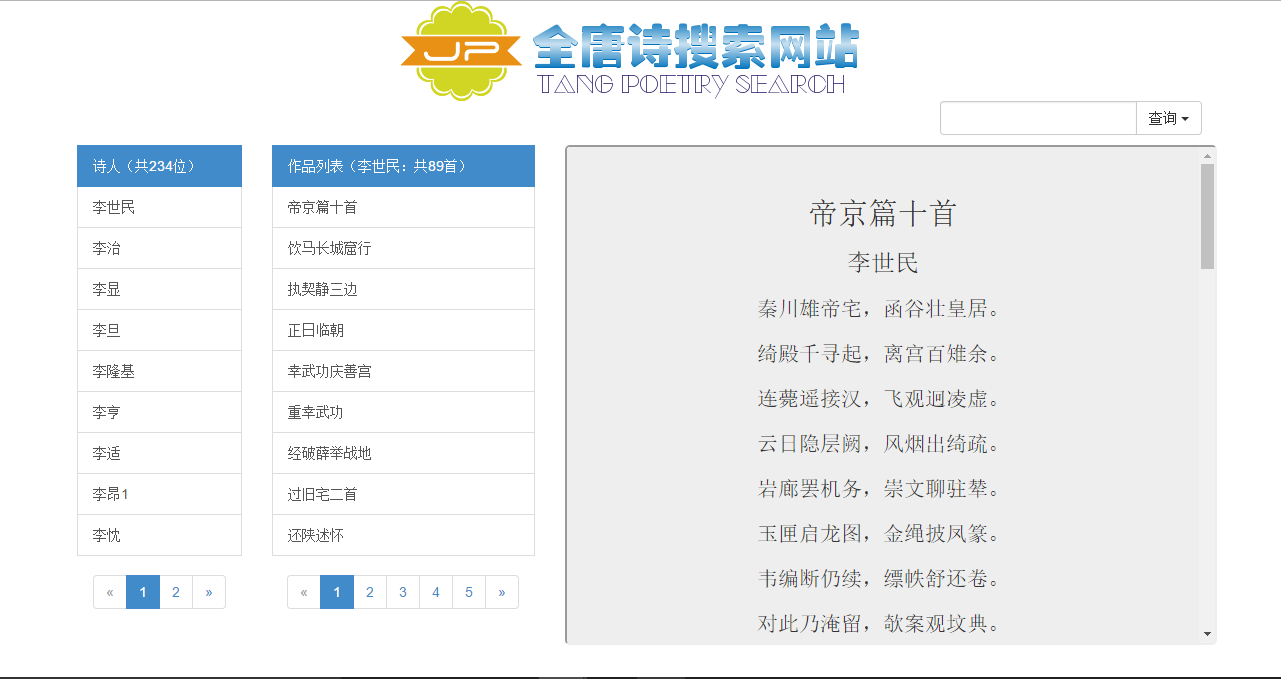 JP
全唐诗搜索网站
TANG POETRY SEARCH
查询
诗人（共234位）
李世民
李治
李显
李旦
李隆基
李亨
李适
李昂1
李忱
« 1 2 »
作品列表（李世民：共89首）
帝京篇十首
饮马长城窟行
执契静三边
正日临朝
幸武功庆善宫
重幸武功
经破薛举战地
过旧宅二首
还陕述怀
« 1 2 3 4 5 »
帝京篇十首
李世民
秦川雄帝宅，函谷壮皇居。
绮殿千寻起，离宫百雉余。
连薨遥接汉，飞观迥凌虚。
云日隐层阙，风烟出绮疏。
岩廊罢机务，崇文聊驻辇。
玉匣启龙图，金绳披凤篆。
韦编断仍续，缥帙舒还卷。
对此乃淹留，欹案观坟典。